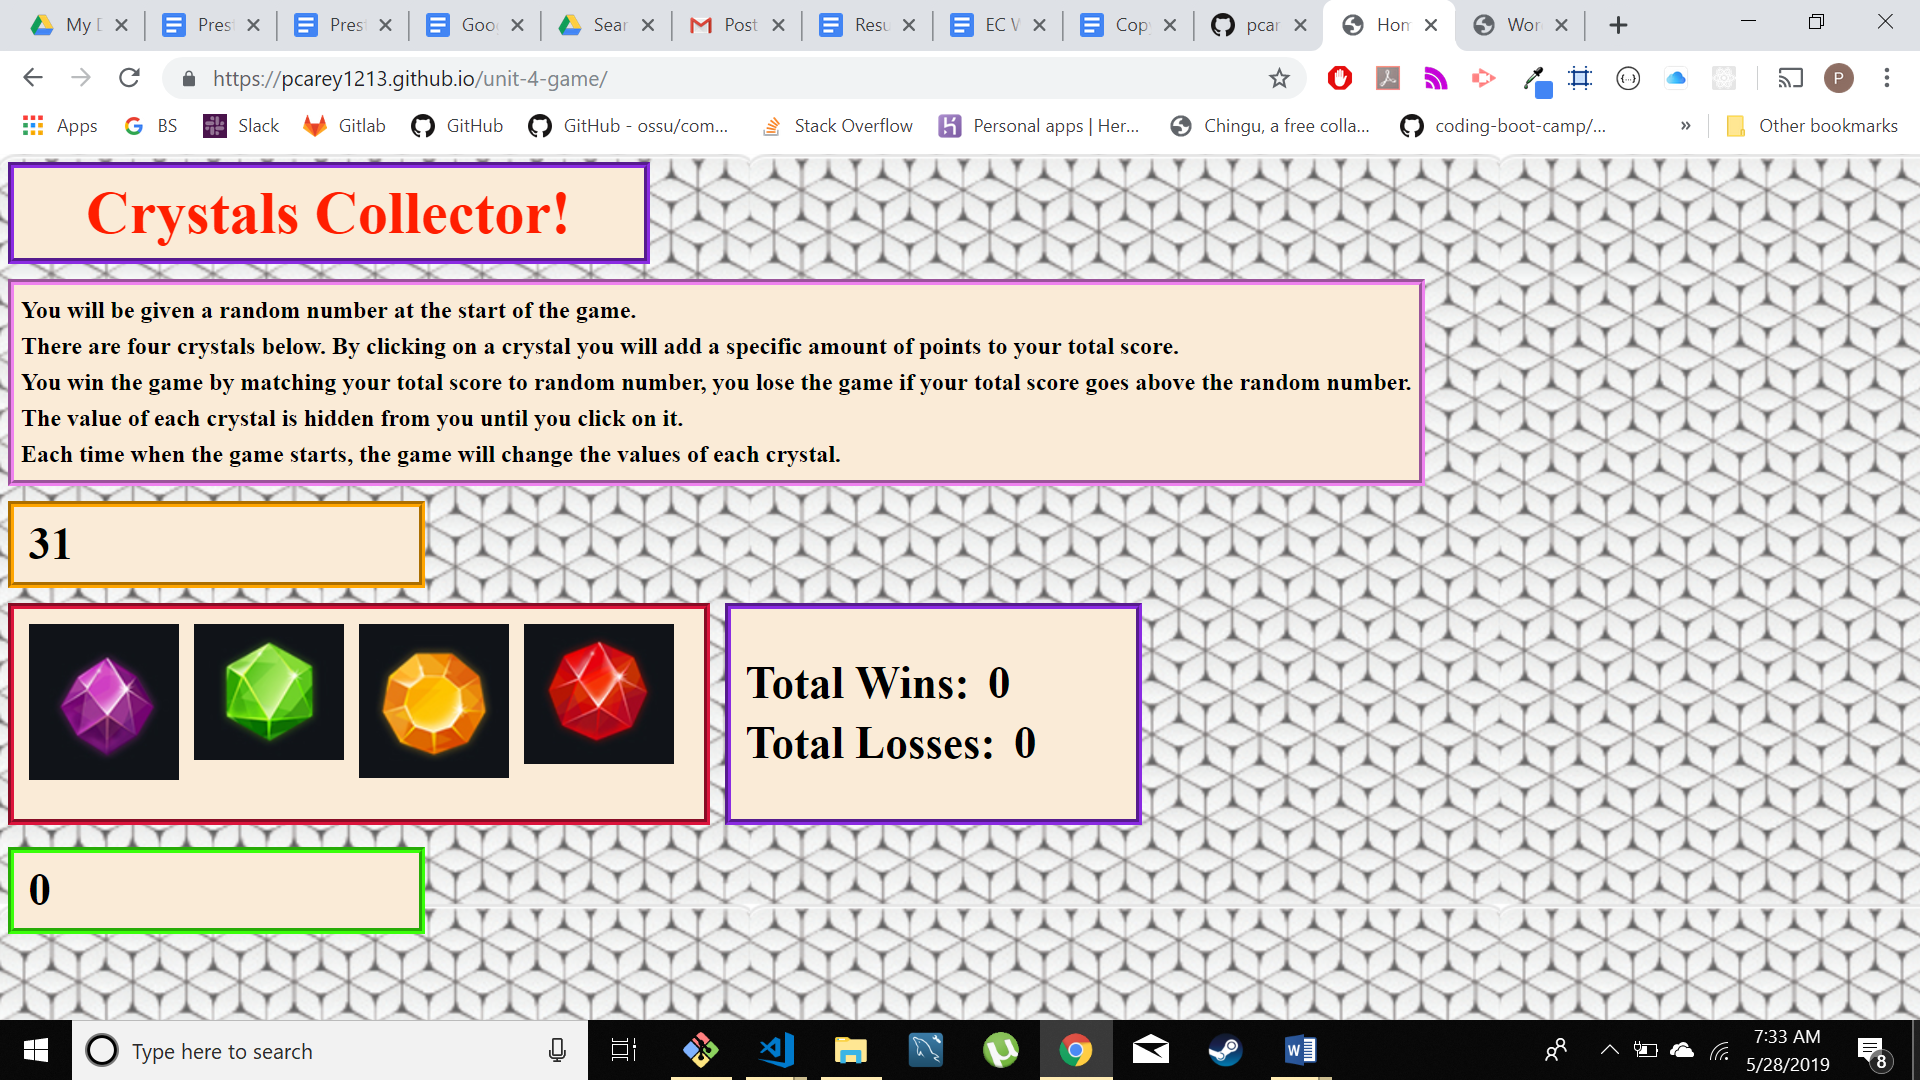 My D
Prest
Prest
Goog
Sear
Post
Resu
EC W
Copy
pcar
Hom
Wor
https://pcarey1213.github.io/unit-4-game/
P
Apps
BS
Slack
Gitlab
GitHub
GitHub - ossu/com...
Stack Overflow
Personal apps | Her...
Chingu, a free colla...
coding-boot-camp/...
»
Other bookmarks
Crystals Collector!
You will be given a random number at the start of the game.
There are four crystals below. By clicking on a crystal you will add a specific amount of points to your total score.
You win the game by matching your total score to random number, you lose the game if your total score goes above the random number.
The value of each crystal is hidden from you until you click on it.
Each time when the game starts, the game will change the values of each crystal.
31
Total Wins: 0
Total Losses: 0
0
Type here to search
7:33 AM
5/28/2019
8